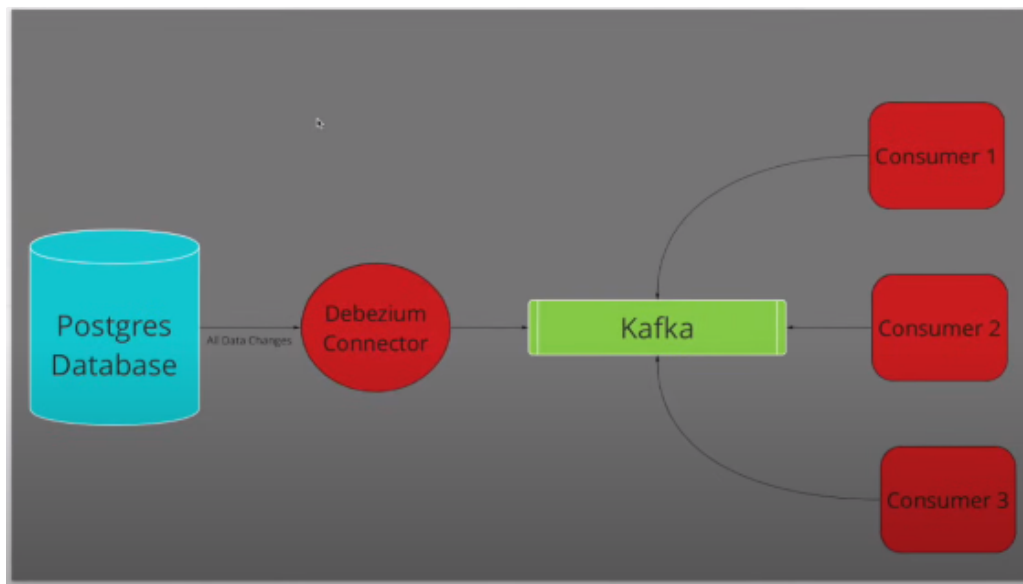 Postgres
Database
All Data Changes
Debezium
Connector
Kafka
Consumer 1
Consumer 2
Consumer 3